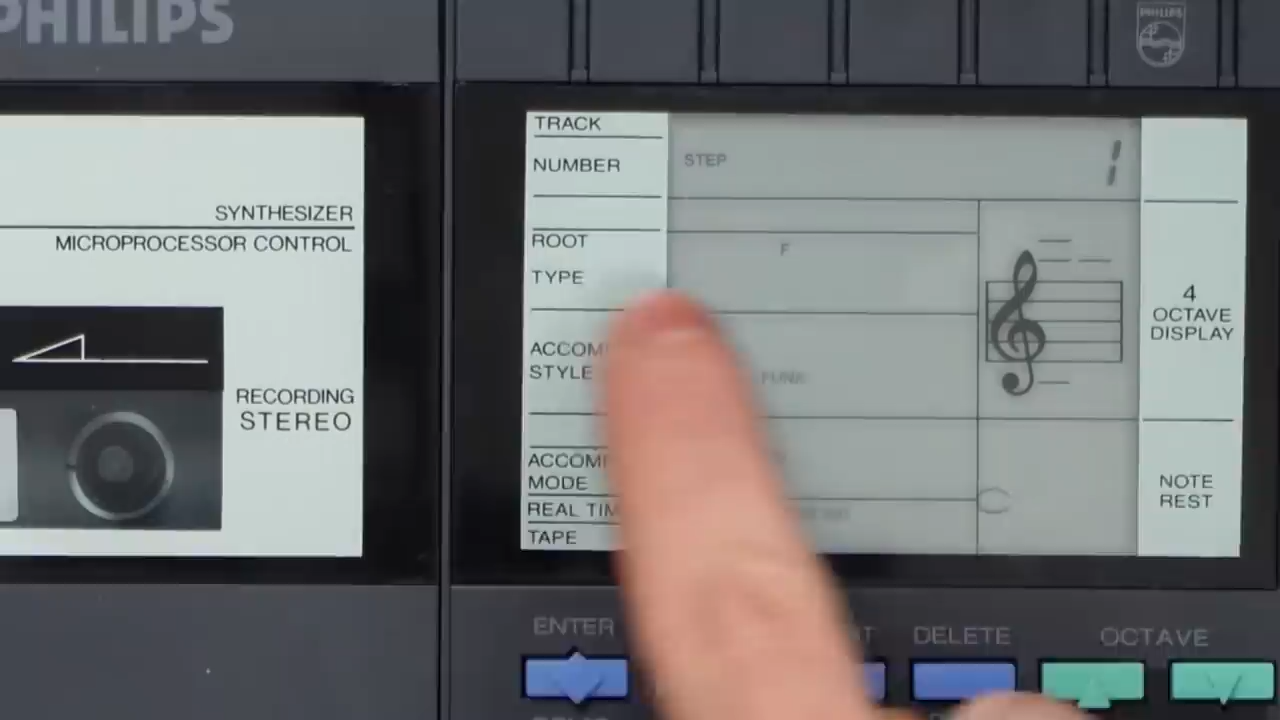 PHILIPS
PHILIPS
SYNTHESIZER
MICROPROCESSOR CONTROL
RECORDING
STEREO
TRACK
NUMBER
STEP 1
ROOT
F
TYPE
STYLE
FUNK
MODE
TAPE
4
OCTAVE
DISPLAY
NOTE
REST
ENTER
DELETE
OCTAVE